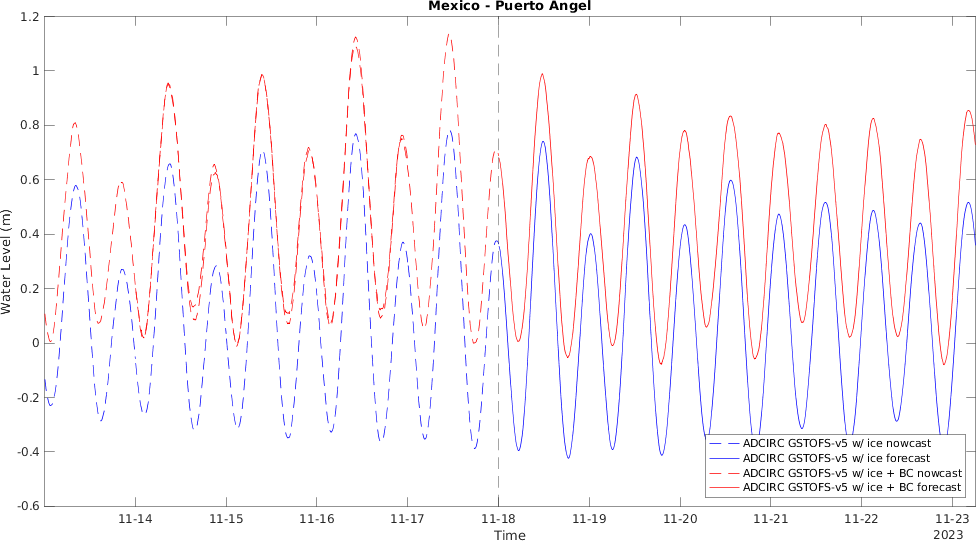 Mexico - Puerto Angel
1.2
1
0.8
0.6
0.4
0.2
0
-0.2
-0.4
-0.6
Water Level (m)
ADCIRC GSTOFS-v5 w/ ice nowcast
ADCIRC GSTOFS-v5 w/ ice forecast
ADCIRC GSTOFS-v5 w/ ice + BC nowcast
ADCIRC GSTOFS-v5 w/ ice + BC forecast
11-14 11-15 11-16 11-17 11-18 11-19 11-20 11-21 11-22 11-23
Time 2023